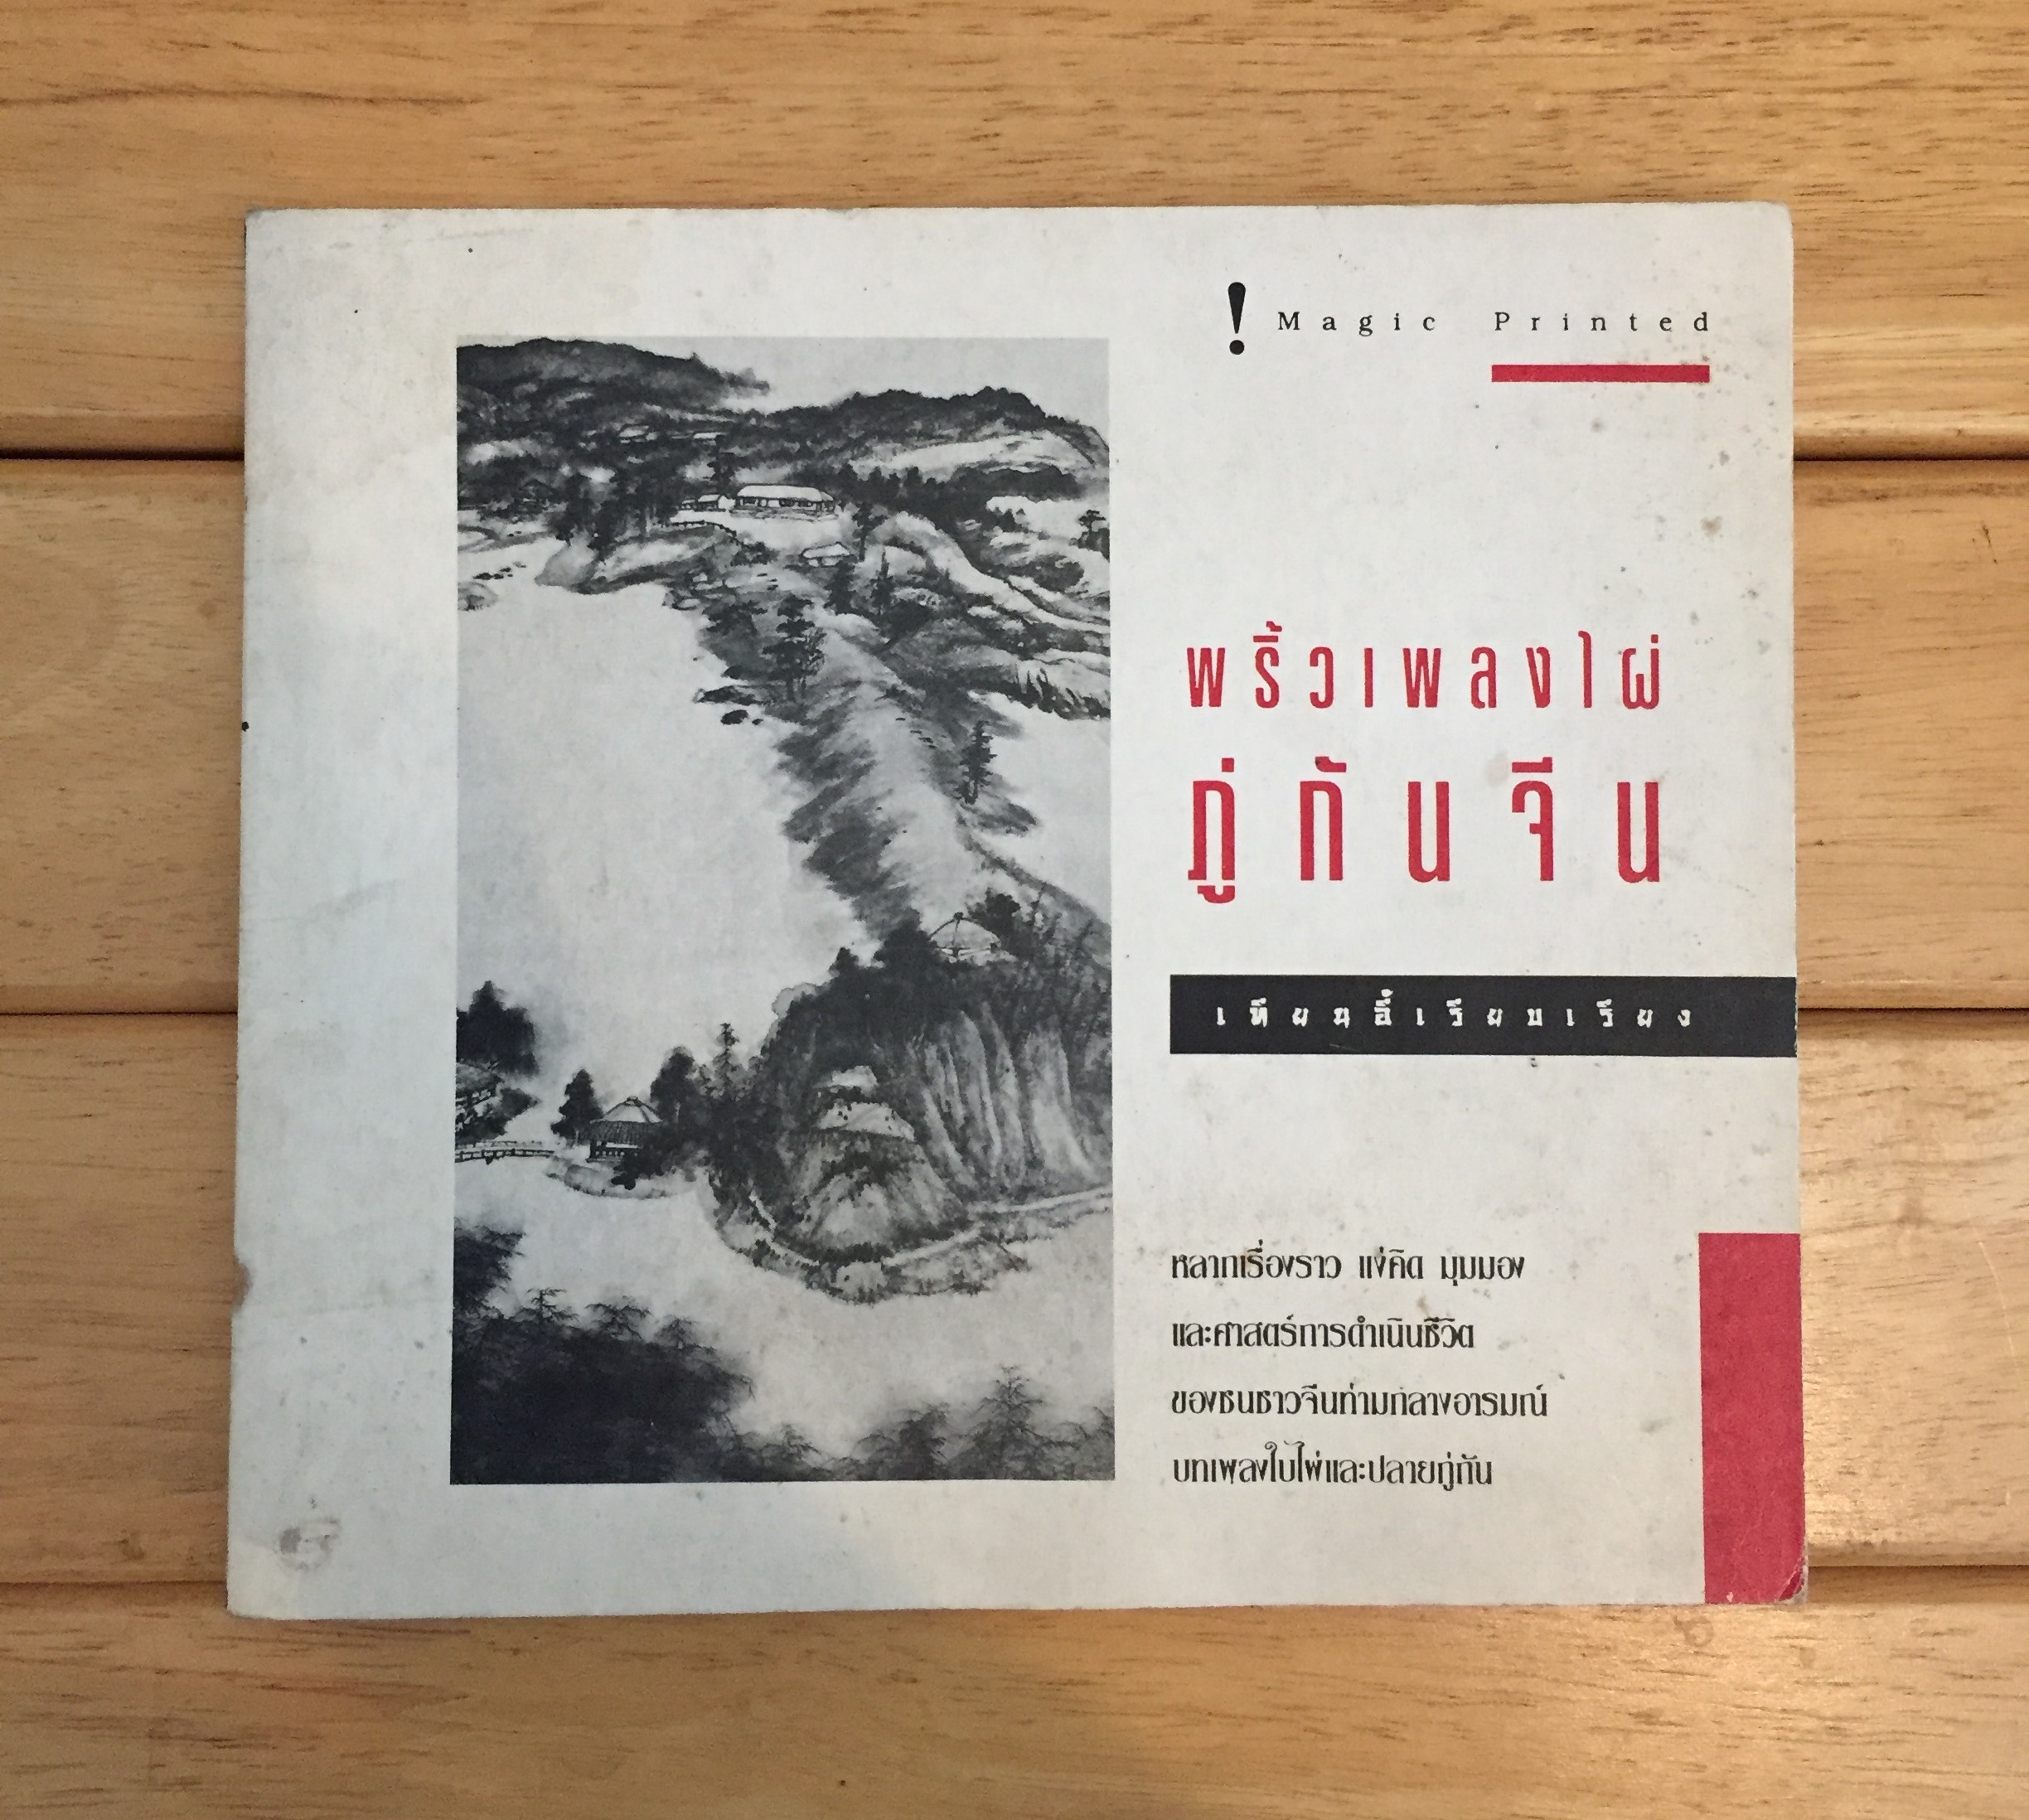 ! Magic Printed
พริ้วเพลงไผ่
ภู่กันจีน
เทียนอี้เรียบเรียง
หลากเรื่องราว แง่คิด มุมมอง
และศาสตร์การดำเนินชีวิต
ของชนชาวจีนท่ามกลางอารมณ์
บทเพลงใบไผ่และปลายภู่กัน